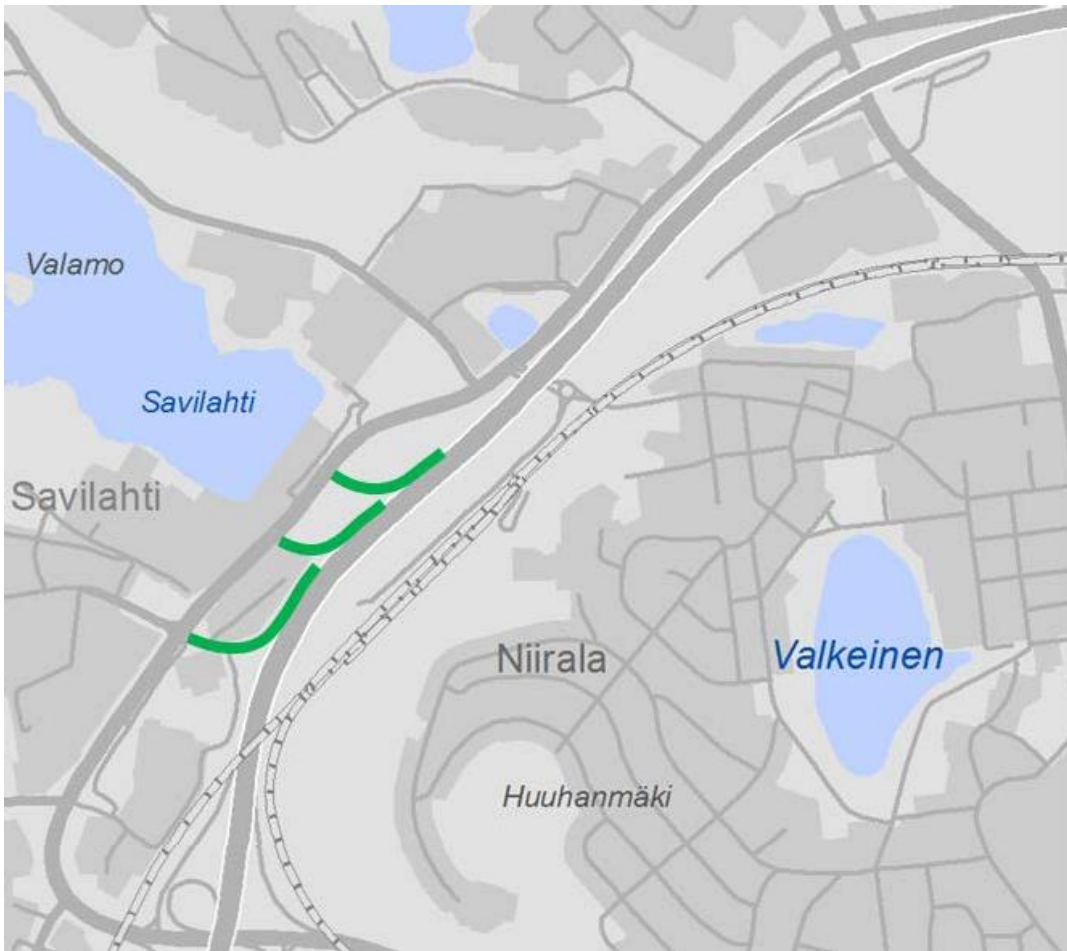 Valamo
Savilahti
Savilahti
Niirala
Valkeinen
Huuhanmäki